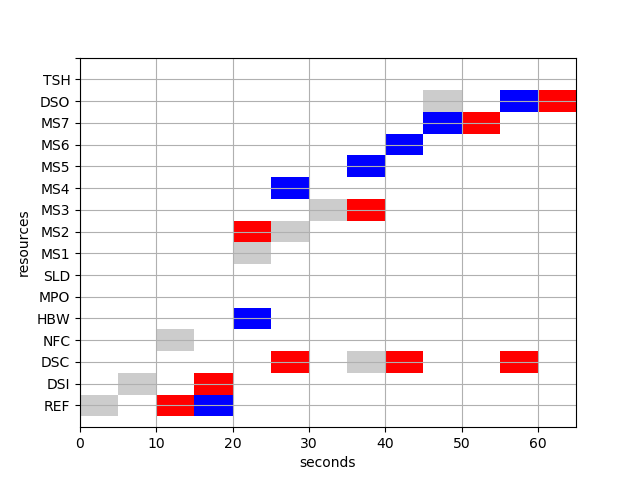 TSH
DSO
MS7
MS6
MS5
MS4
MS3
MS2
MS1
SLD
MPO
HBW
NFC
DSC
DSI
REF
resources
0 10 20 30 40 50 60
seconds